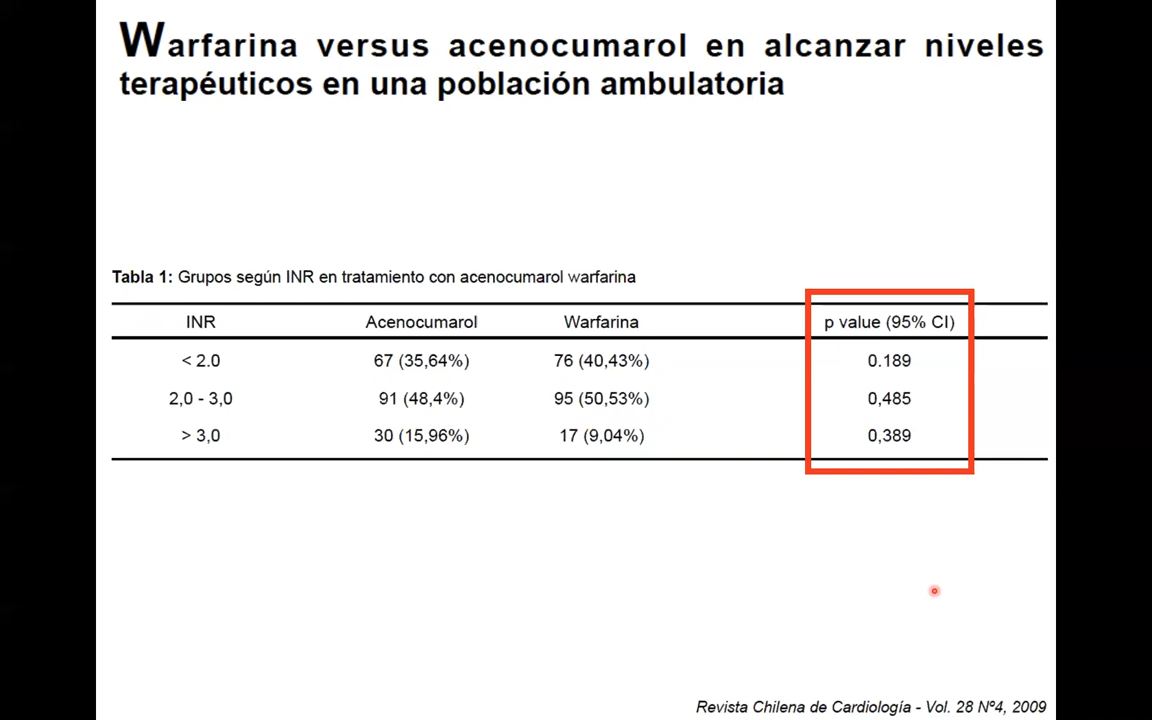 Warfarina versus acenocumarol en alcanzar niveles
terapéuticos en una población ambulatoria
Tabla 1: Grupos según INR en tratamiento con acenocumarol warfarina
INR Acenocumarol Warfarina p value (95% CI)
< 2.0 67 (35,64%) 76 (40,43%) 0.189
2,0 - 3,0 91 (48,4%) 95 (50,53%) 0,485
> 3,0 30 (15,96%) 17 (9,04%) 0,389
Revista Chilena de Cardiología - Vol. 28 Nº4, 2009